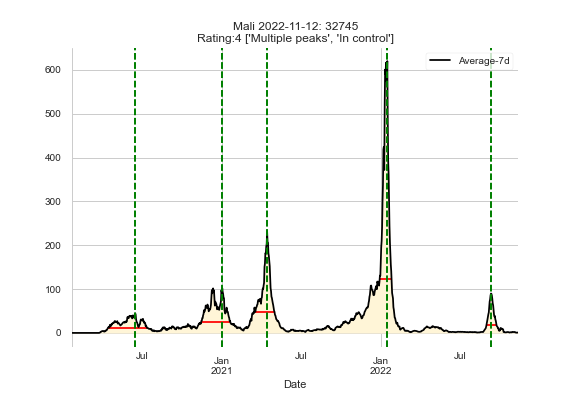 Mali 2022-11-12: 32745
Rating:4 ['Multiple peaks', 'In control']
Average-7d
600
500
400
300
200
100
0
Jul
Jan
2021
Jul
Jan
2022
Jul
Date